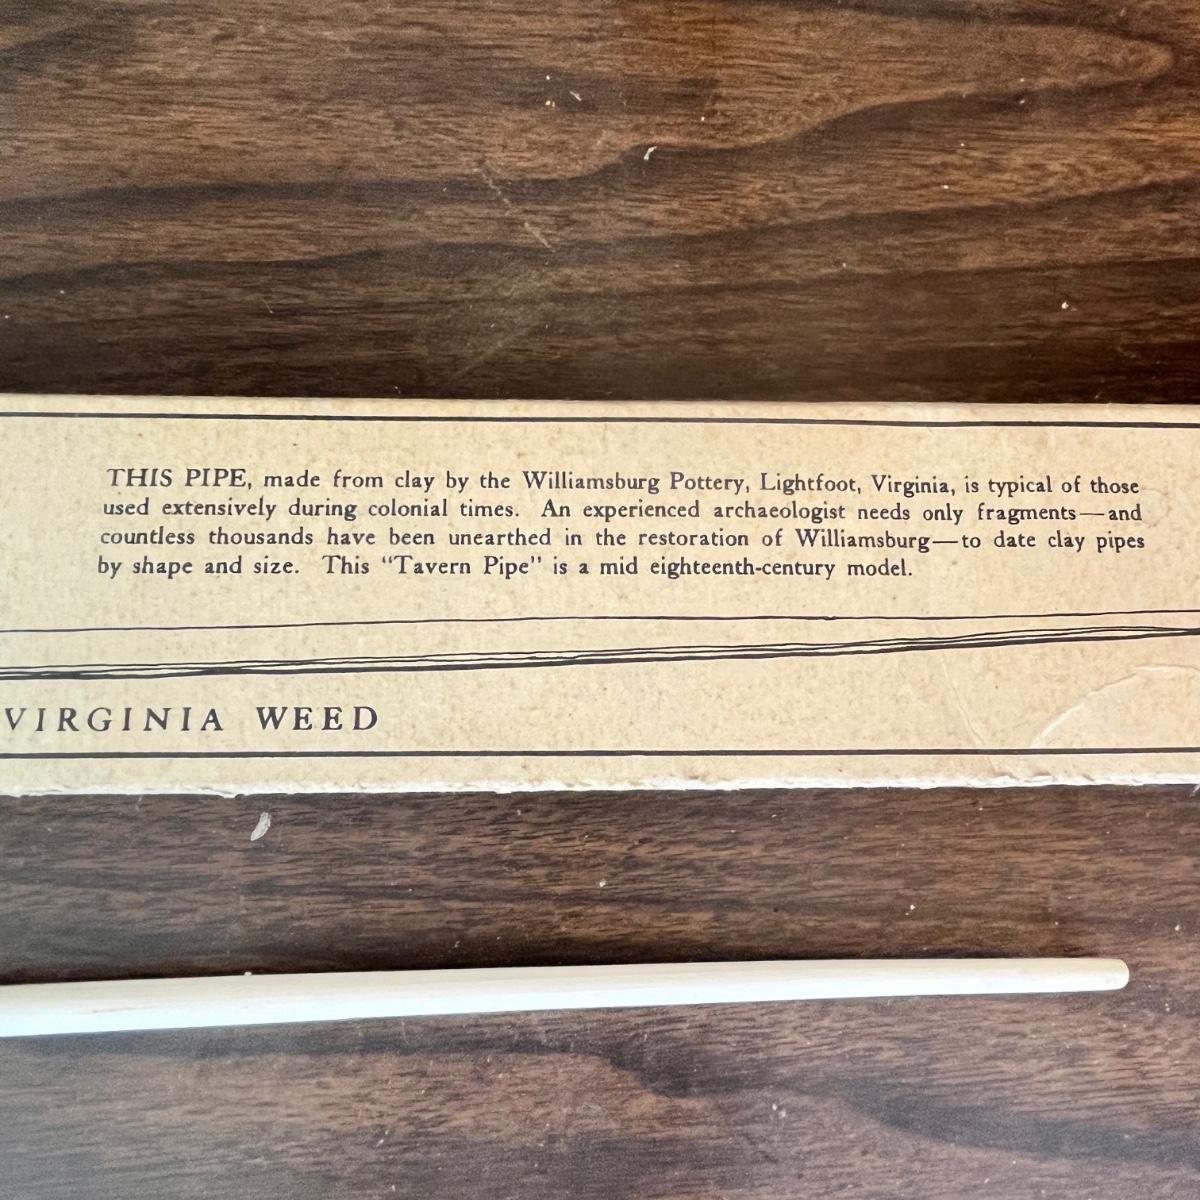 THIS PIPE, made from clay by the Williamsburg Pottery, Lightfoot, Virginia, is typical of those
used extensively during colonial times. An experienced archaeologist needs only fragments—and
countless thousands have been unearthed in the restoration of Williamsburg—to date clay pipes
by shape and size. This "Tavern Pipe" is a mid eighteenth-century model.
VIRGINIA WEED